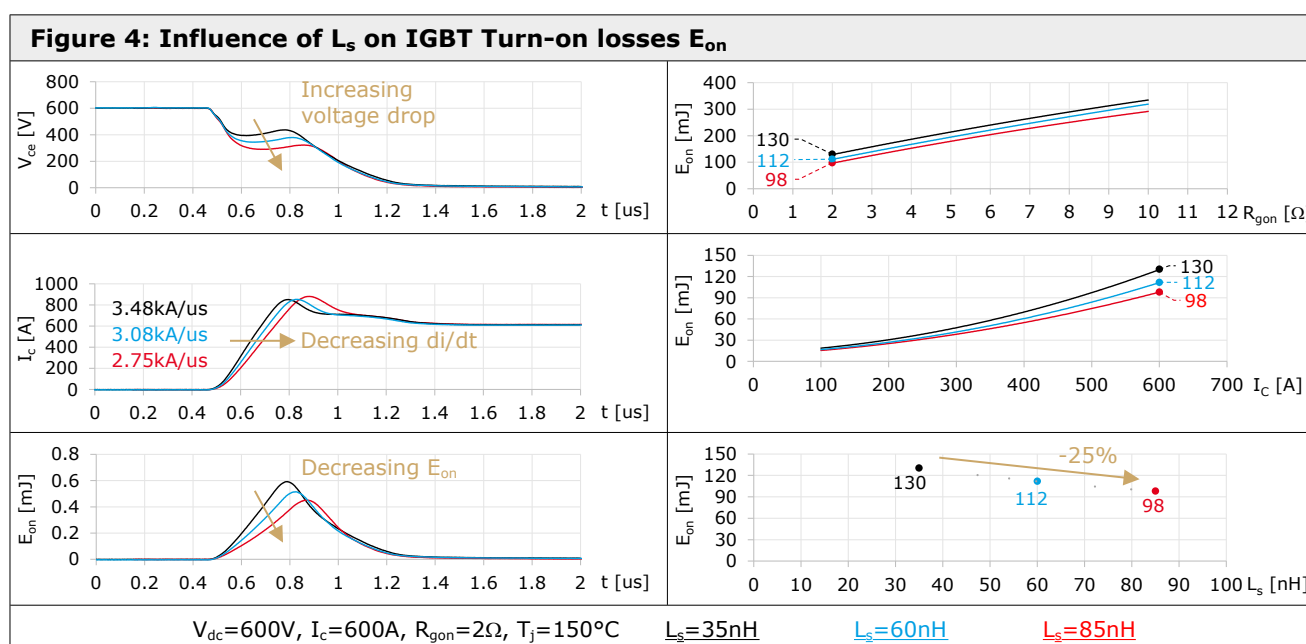 Figure 4: Influence of Ls on IGBT Turn-on losses Eon
800
600
400
200
0
Vce [V]
Increasing
voltage drop
0 0.2 0.4 0.6 0.8 1 1.2 1.4 1.6 1.8 2 t [us]
400
300
200
100
0
Eon [mJ]
130
112
98
0 1 2 3 4 5 6 7 8 9 10 11 12 Rgon [Ω]
1000
800
600
400
200
0
Ic [A]
3.48kA/us
3.08kA/us
2.75kA/us
Decreasing di/dt
0 0.2 0.4 0.6 0.8 1 1.2 1.4 1.6 1.8 2 t [us]
150
120
90
60
30
0
Eon [mJ]
130
112
98
0 100 200 300 400 500 600 700 IC [A]
0.8
0.6
0.4
0.2
0
Eon [mJ]
Decreasing Eon
0 0.2 0.4 0.6 0.8 1 1.2 1.4 1.6 1.8 2 t [us]
150
120
90
60
30
0
Eon [mJ]
-25%
130
112
98
0 10 20 30 40 50 60 70 80 90 100 Ls [nH]
Vdc=600V, Ic=600A, Rgon=2Ω, Tj=150°C Ls=35nH Ls=60nH Ls=85nH